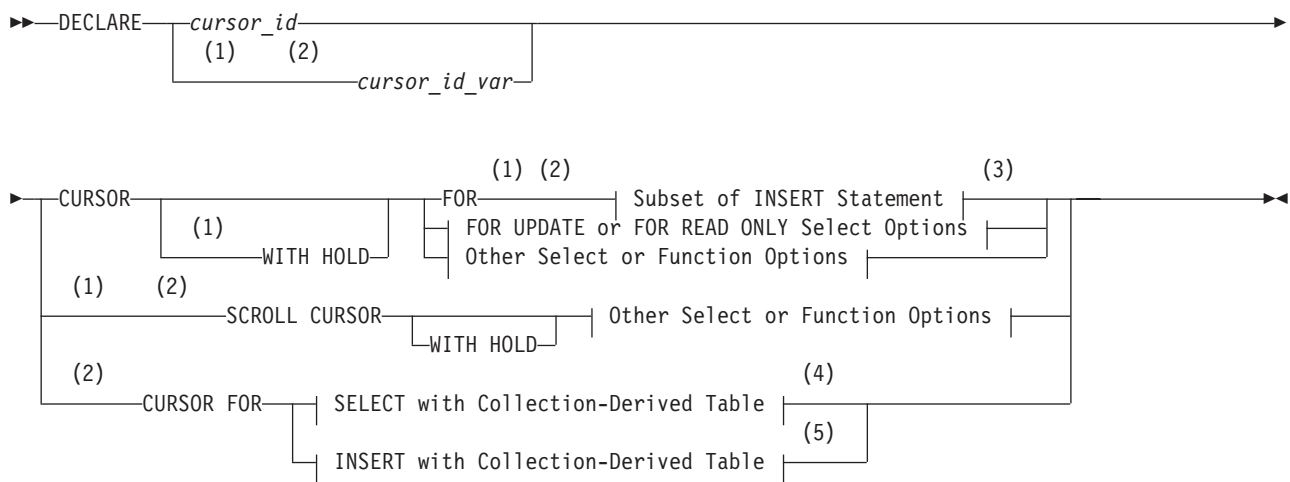 DECLARE cursor_id
(1) (2)
cursor_id_var
(1) (2) (3)
CURSOR FOR Subset of INSERT Statement
(1) FOR UPDATE or FOR READ ONLY Select Options
WITH HOLD Other Select or Function Options
(1) (2)
SCROLL CURSOR Other Select or Function Options
WITH HOLD
(2) (4)
CURSOR FOR SELECT with Collection-Derived Table
(5)
INSERT with Collection-Derived Table